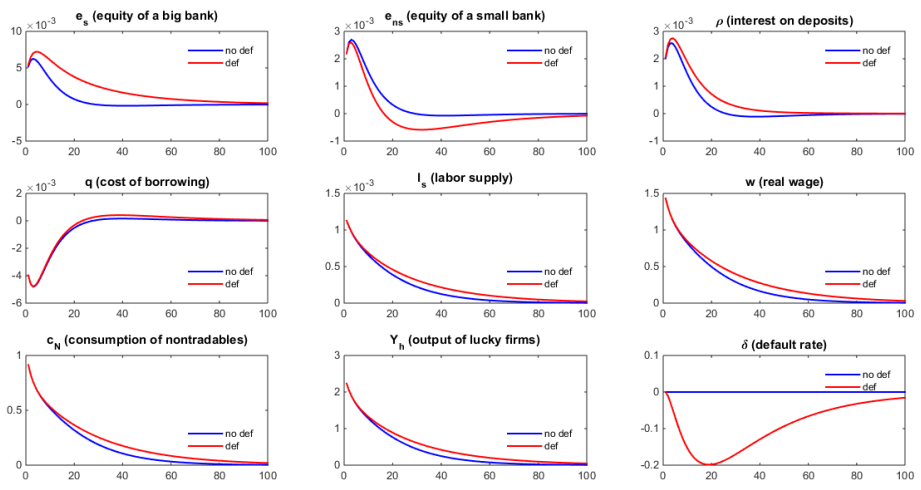 e_s (equity of a big bank)
×10^-3
10
5
0
-5
0 20 40 60 80 100
no def
def
e_ns (equity of a small bank)
×10^-3
3
2
1
0
-1
0 20 40 60 80 100
no def
def
ρ (interest on deposits)
×10^-3
3
2
1
0
-1
0 20 40 60 80 100
no def
def
q (cost of borrowing)
×10^-3
2
0
-2
-4
-6
0 20 40 60 80 100
no def
def
l_s (labor supply)
×10^-3
1.5
1
0.5
0
0 20 40 60 80 100
no def
def
w (real wage)
1.5
1
0.5
0
0 20 40 60 80 100
no def
def
c_N (consumption of nontradables)
1
0.5
0
0 20 40 60 80 100
no def
def
Y_h (output of lucky firms)
3
2
1
0
0 20 40 60 80 100
no def
def
δ (default rate)
0.1
0
-0.1
-0.2
0 20 40 60 80 100
no def
def